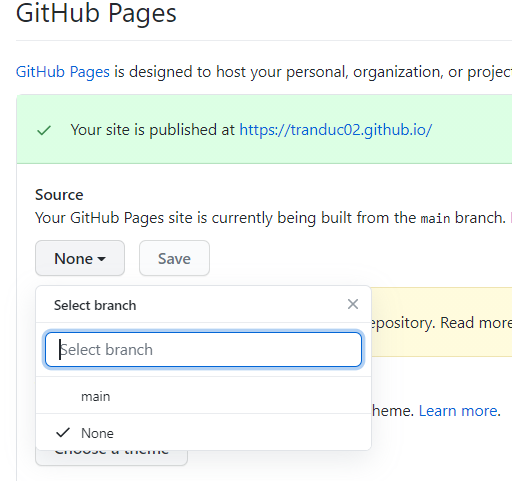 GitHub Pages
GitHub Pages is designed to host your personal, organization, or
Your site is published at https://tranduc02.github.io/
Source
Your GitHub Pages site is currently being built from the main branch.
None
Save
Select branch
Select branch
epository. Read more
main
heme. Learn more.
None
Choose a theme